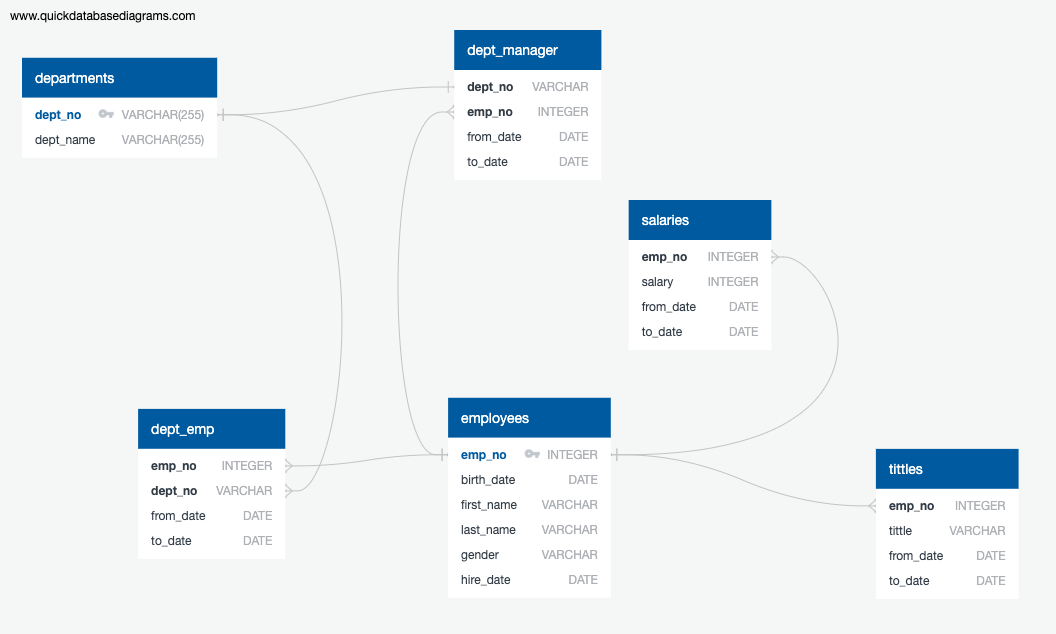 www.quickdatabasediagrams.com
departments
dept_no VARCHAR(255)
dept_name VARCHAR(255)
dept_manager
dept_no VARCHAR
emp_no INTEGER
from_date DATE
to_date DATE
salaries
emp_no INTEGER
salary INTEGER
from_date DATE
to_date DATE
dept_emp
emp_no INTEGER
dept_no VARCHAR
from_date DATE
to_date DATE
employees
emp_no INTEGER
birth_date DATE
first_name VARCHAR
last_name VARCHAR
gender VARCHAR
hire_date DATE
tittles
emp_no INTEGER
tittle VARCHAR
from_date DATE
to_date DATE